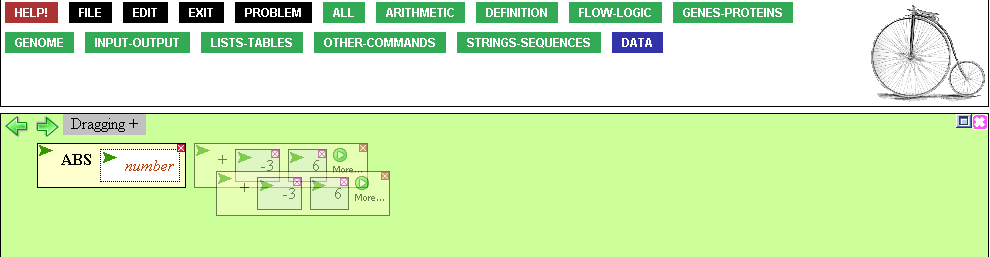 HELP! FILE EDIT EXIT PROBLEM ALL ARITHMETIC DEFINITION FLOW-LOGIC GENES-PROTEINS
GENOME INPUT-OUTPUT LISTS-TABLES OTHER-COMMANDS STRINGS-SEQUENCES DATA
Dragging +
ABS number + -3 6 More...
+ -3 6 More...